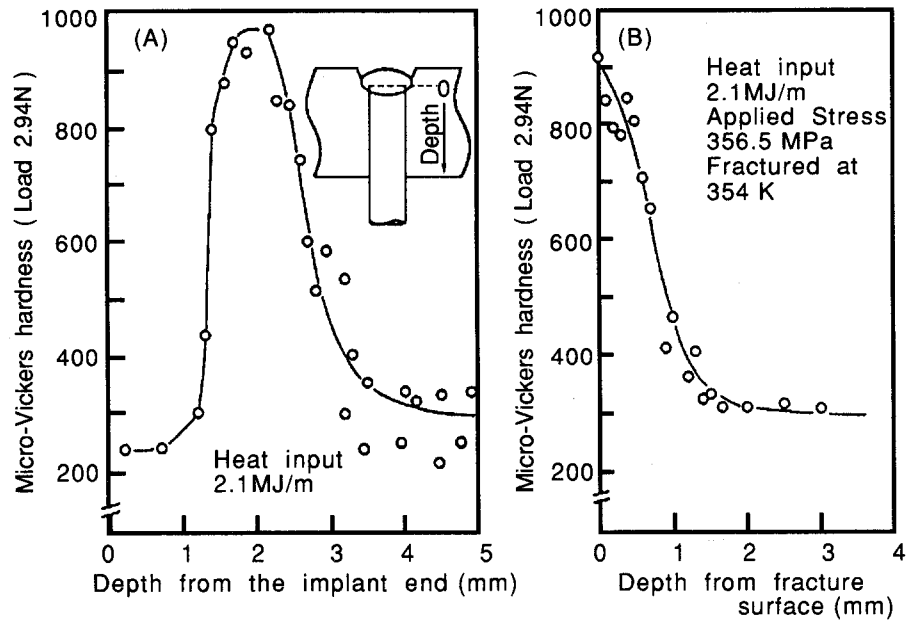 (A)
1000
800
600
400
200
Micro-Vickers hardness ( Load 2.94N )
0
Depth
Heat input
2.1MJ/m
0 1 2 3 4 5
Depth from the implant end (mm)
(B)
1000
800
600
400
200
Micro-Vickers hardness ( Load 2.94N )
Heat input
2.1MJ/m
Applied Stress
356.5 MPa
Fractured at
354 K
0 1 2 3 4
Depth from fracture
surface (mm)